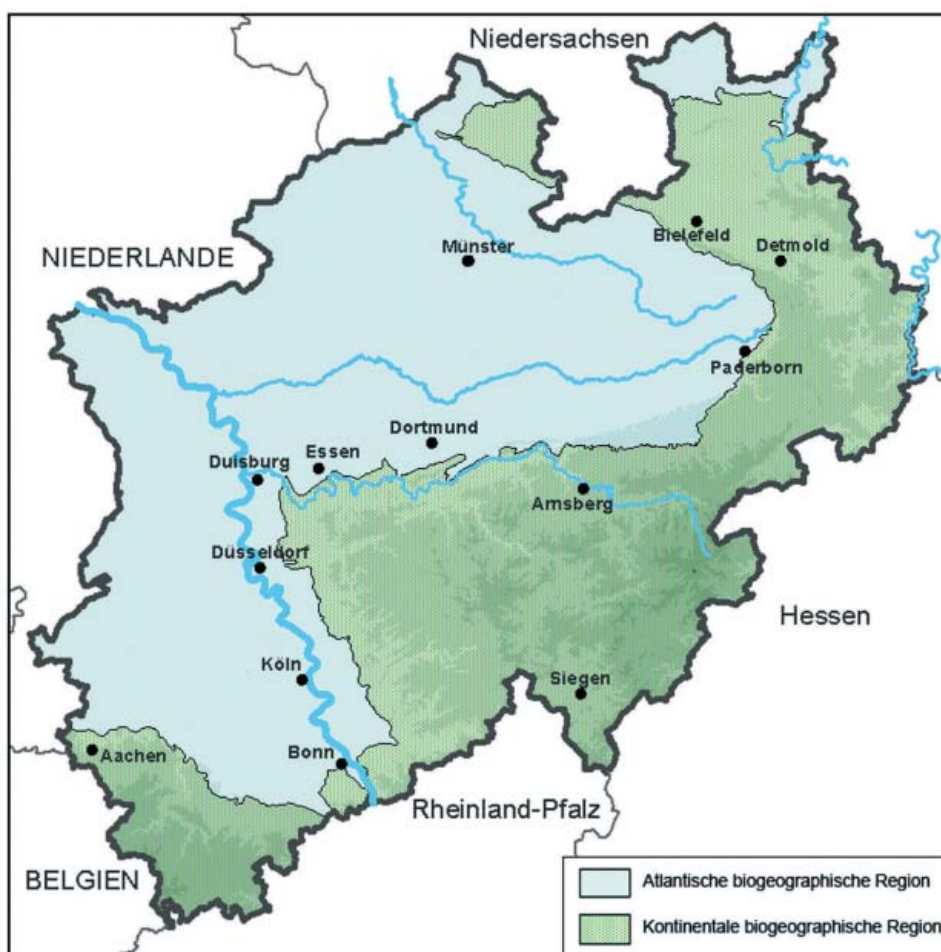 Niedersachsen
NIEDERLANDE
Münster
Bielefeld
Detmold
Paderborn
Dortmund
Essen
Duisburg
Arnsberg
Düsseldorf
Hessen
Köln
Siegen
Aachen
Bonn
Rheinland-Pfalz
BELGIEN
Atlantische biogeographische Region
Kontinentale biogeographische Region